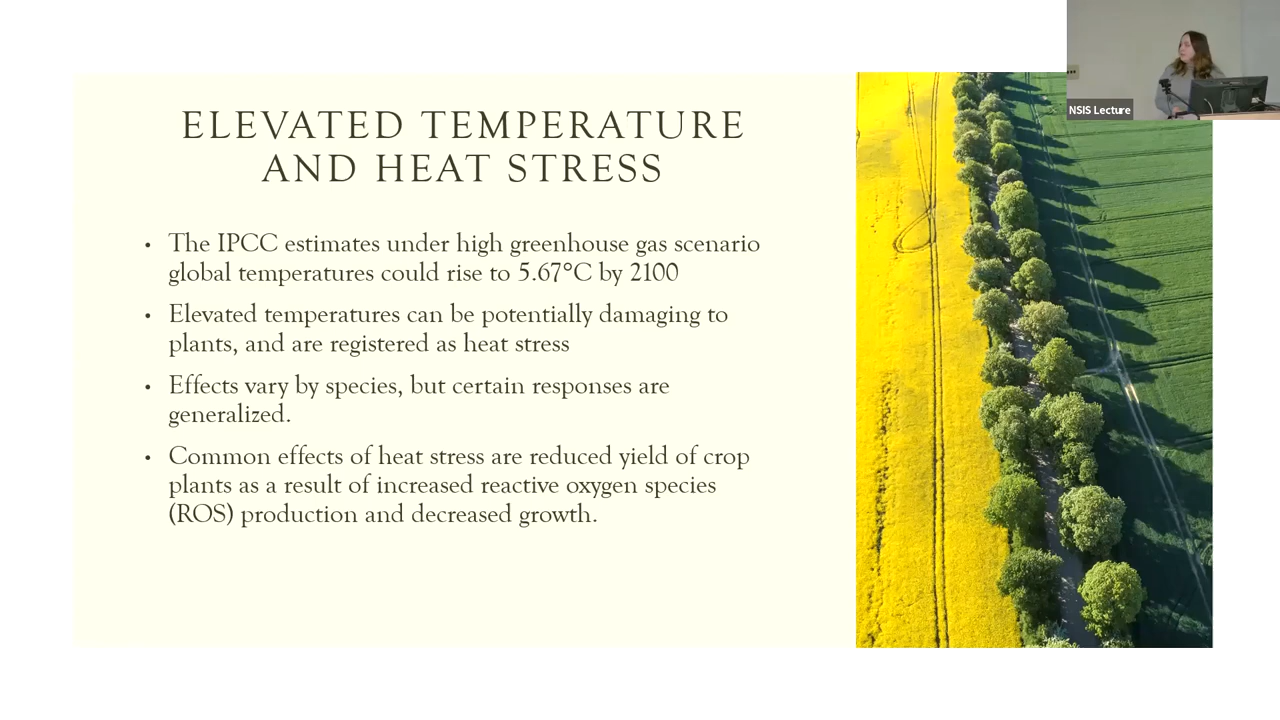 NSIS Lecture
ELEVATED TEMPERATURE
AND HEAT STRESS
• The IPCC estimates under high greenhouse gas scenario
global temperatures could rise to 5.67°C by 2100
• Elevated temperatures can be potentially damaging to
plants, and are registered as heat stress
• Effects vary by species, but certain responses are
generalized.
• Common effects of heat stress are reduced yield of crop
plants as a result of increased reactive oxygen species
(ROS) production and decreased growth.